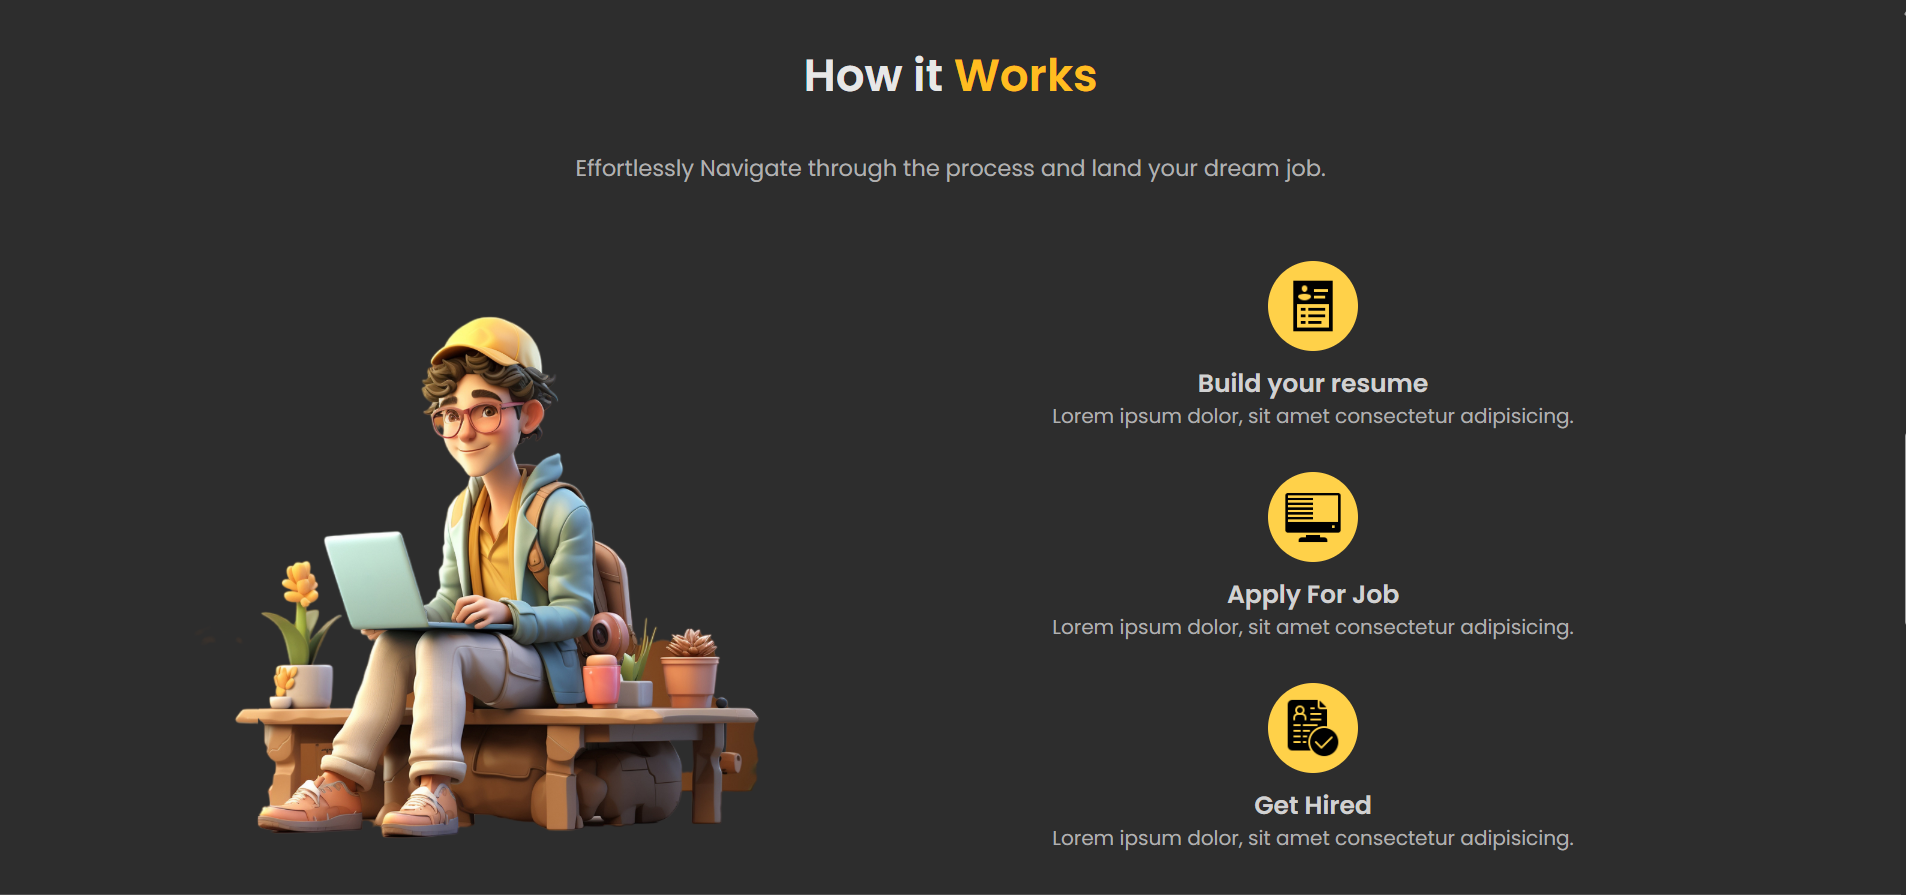 How it Works
Effortlessly Navigate through the process and land your dream job.
Build your resume
Lorem ipsum dolor, sit amet consectetur adipisicing.
Apply For Job
Lorem ipsum dolor, sit amet consectetur adipisicing.
Get Hired
Lorem ipsum dolor, sit amet consectetur adipisicing.